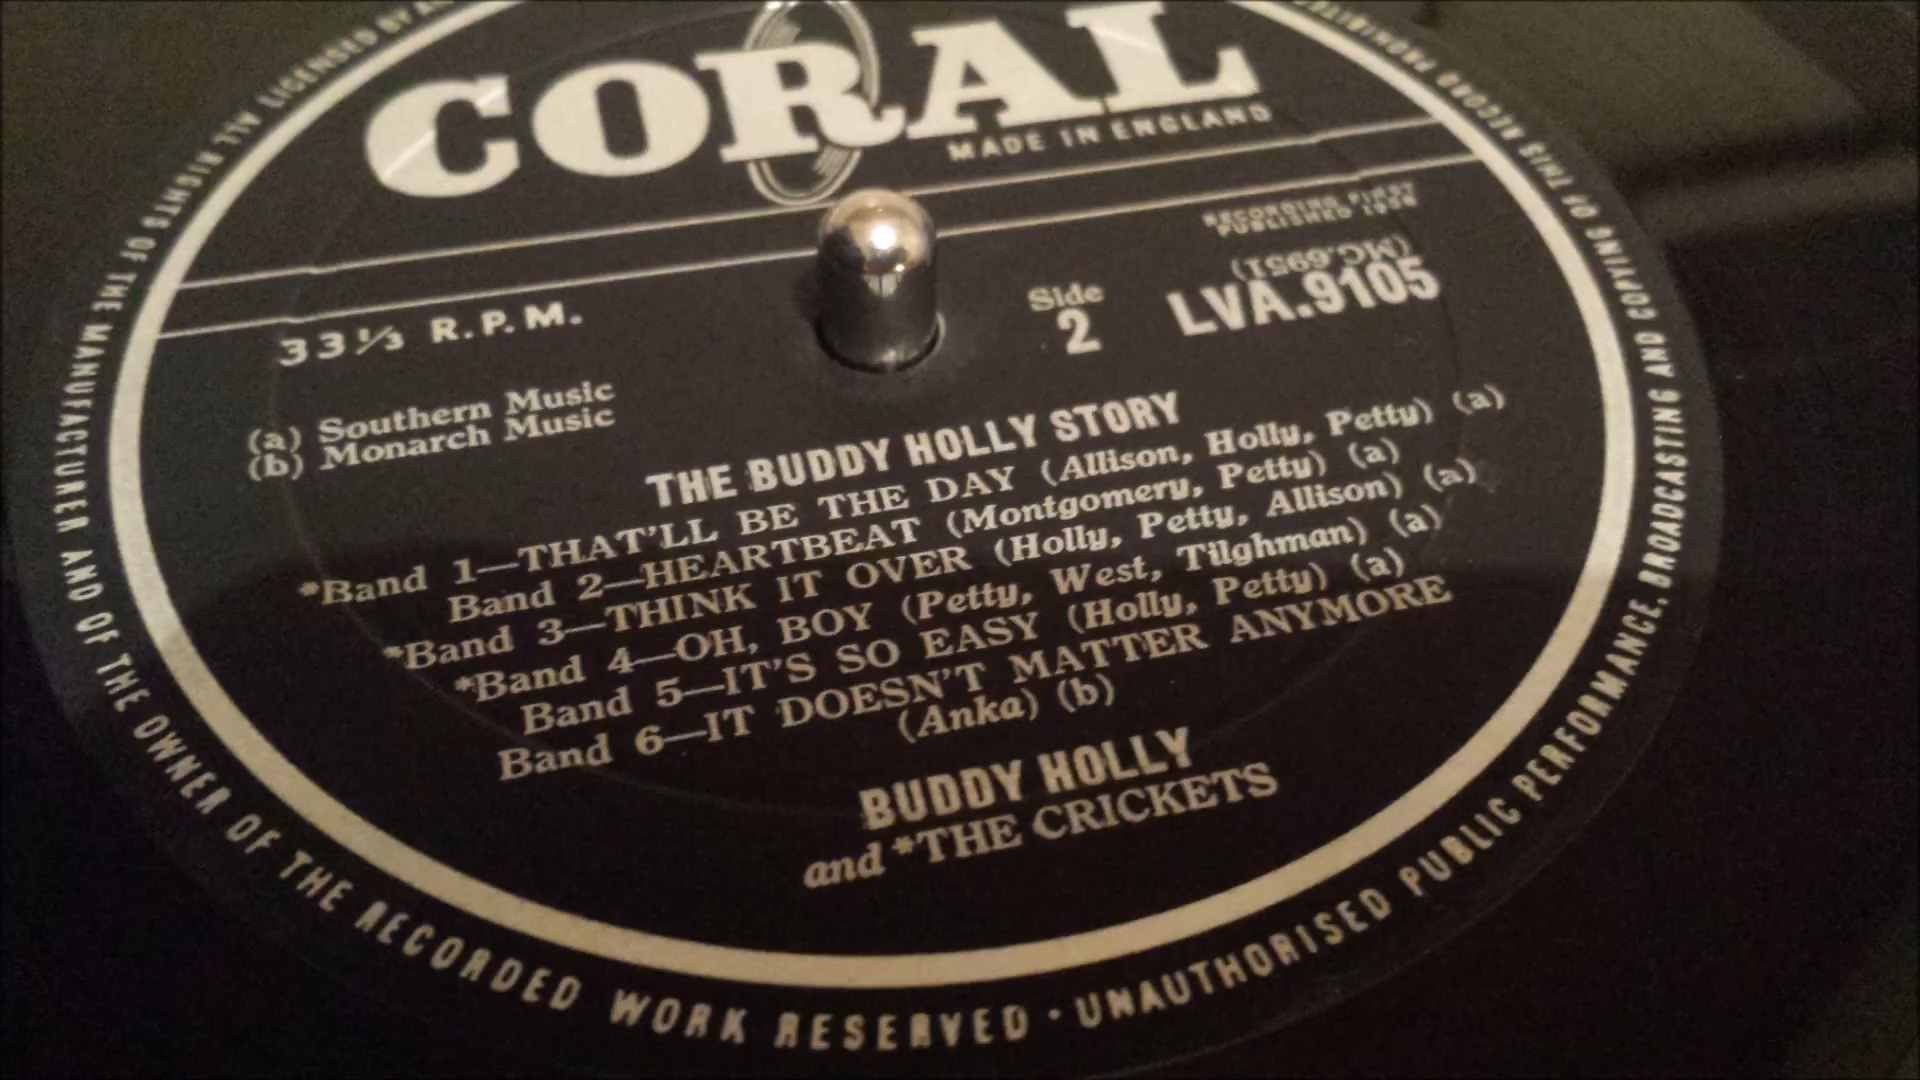 CORAL
MADE IN ENGLAND
RECORDING FIRST
PUBLISHED 1958
(MC.6951)
33⅓ R.P.M.
Side
2
LVA.9105
(a) Southern Music
(b) Monarch Music
THE BUDDY HOLLY STORY
*Band 1—THAT'LL BE THE DAY (Allison, Holly, Petty) (a)
Band 2—HEARTBEAT (Montgomery, Petty) (a)
*Band 3—THINK IT OVER (Holly, Petty, Allison) (a)
*Band 4—OH, BOY (Petty, West, Tilghman) (a)
Band 5—IT'S SO EASY (Holly, Petty) (a)
Band 6—IT DOESN'T MATTER ANYMORE
(Anka) (b)
BUDDY HOLLY
and *THE CRICKETS
ALL RIGHTS OF THE MANUFACTURER AND OF THE OWNER OF THE RECORDED WORK RESERVED · UNAUTHORISED PUBLIC PERFORMANCE, BROADCASTING AND COPYING OF THIS RECORD PROHIBITED
LICENSED BY